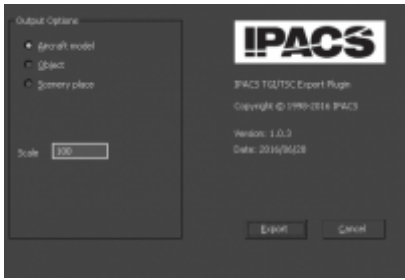 Output Options
Aircraft model
Object
Scenery place
Scale 100
IPACS
IPACS TGI/TSC Export Plugin
Copyright © 1998-2016 IPACS
Version: 1.0.3
Date: 2016/06/28
Export
Cancel